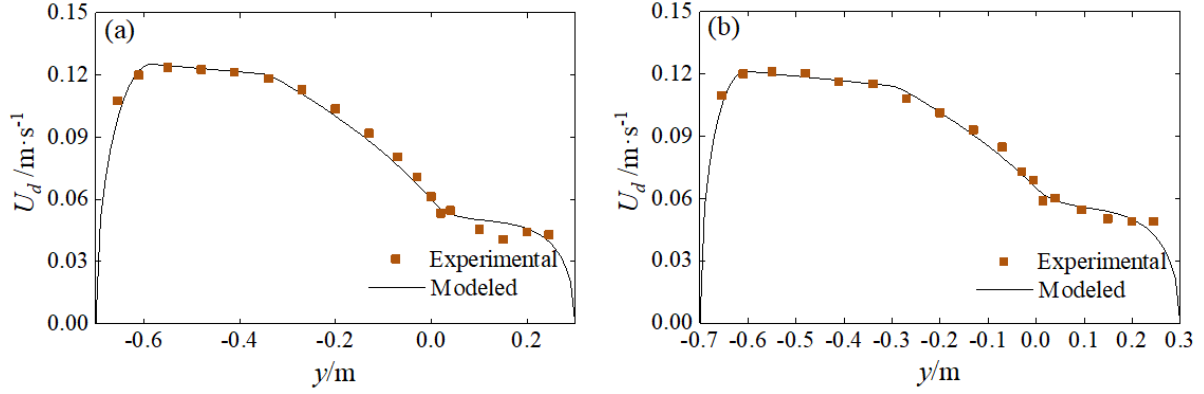 (a)
0.15
0.12
0.09
0.06
0.03
0.00
U_d /m·s⁻¹
Experimental
Modeled
-0.6 -0.4 -0.2 0.0 0.2
y/m
(b)
0.15
0.12
0.09
0.06
0.03
0.00
U_d /m·s⁻¹
Experimental
Modeled
-0.7 -0.6 -0.5 -0.4 -0.3 -0.2 -0.1 0.0 0.1 0.2 0.3
y/m